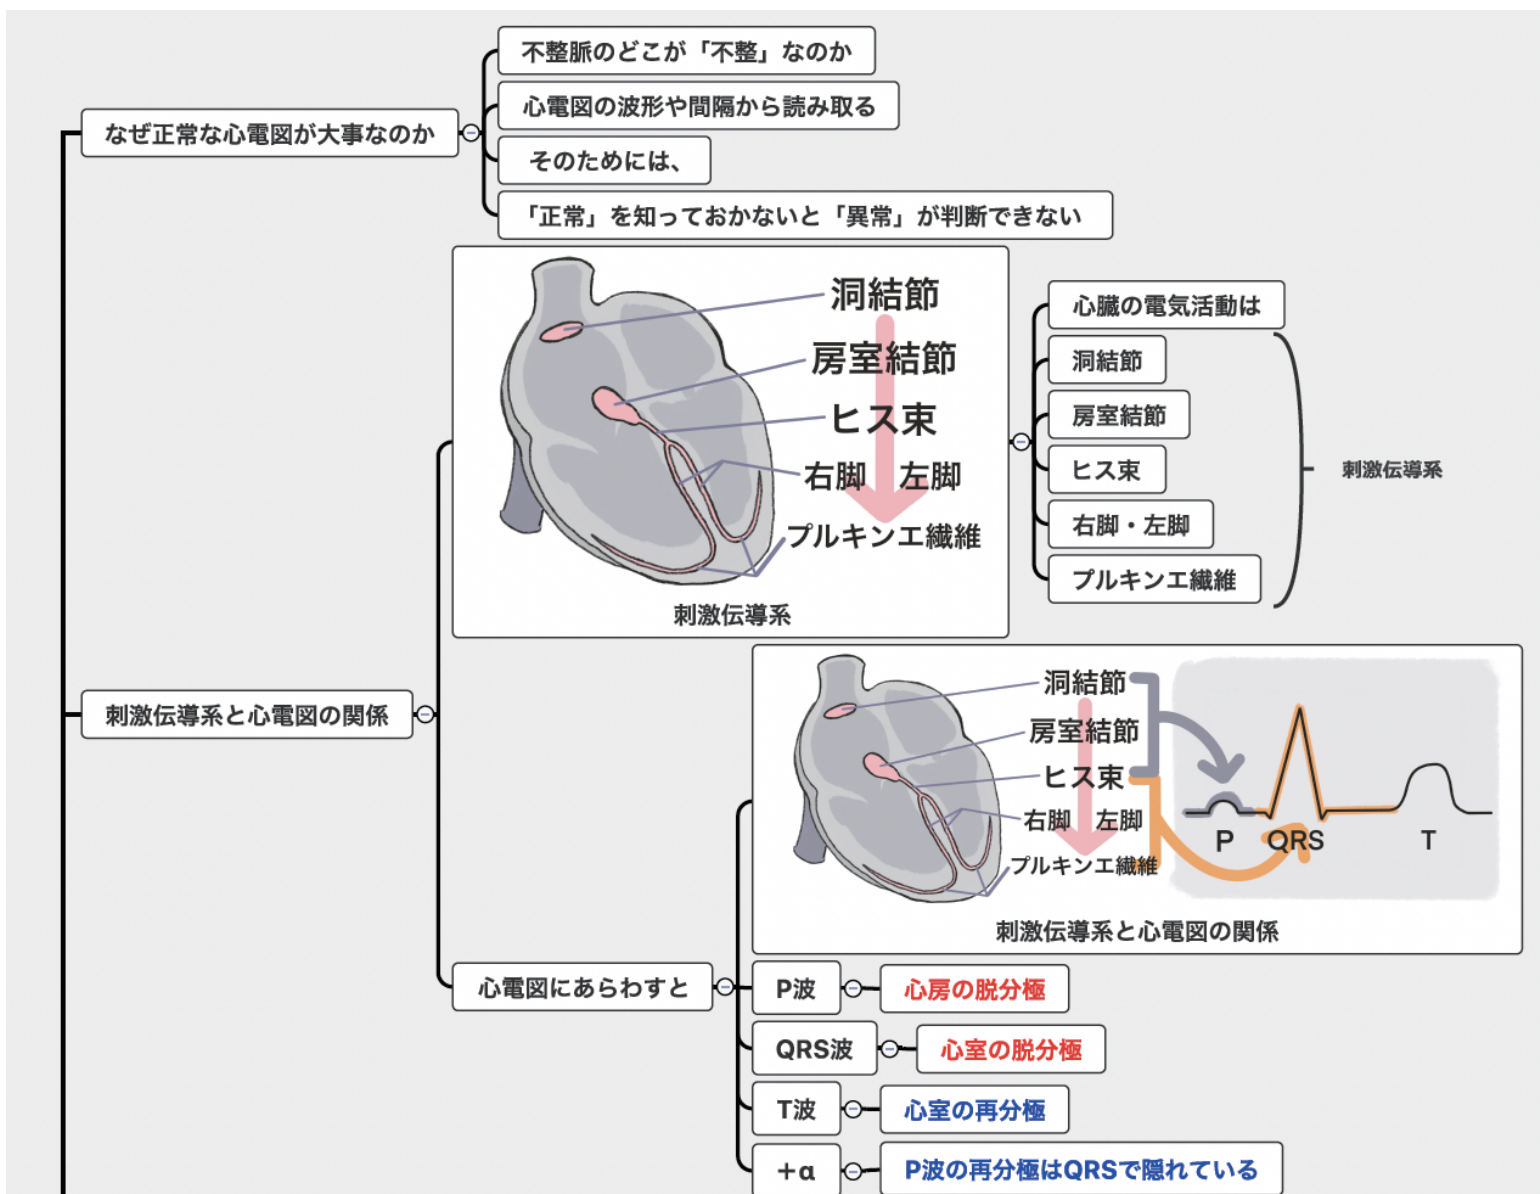 不整脈のどこが「不整」なのか
心電図の波形や間隔から読み取る
なぜ正常な心電図が大事なのか
そのためには、
「正常」を知っておかないと「異常」が判断できない
洞結節
房室結節
ヒス束
右脚 左脚
プルキンエ繊維
刺激伝導系
心臓の電気活動は
洞結節
房室結節
ヒス束
右脚・左脚
プルキンエ繊維
刺激伝導系
刺激伝導系と心電図の関係
洞結節
房室結節
ヒス束
右脚 左脚
プルキンエ繊維
P QRS T
刺激伝導系と心電図の関係
心電図にあらわすと
P波 心房の脱分極
QRS波 心室の脱分極
T波 心室の再分極
+α P波の再分極はQRSで隠れている